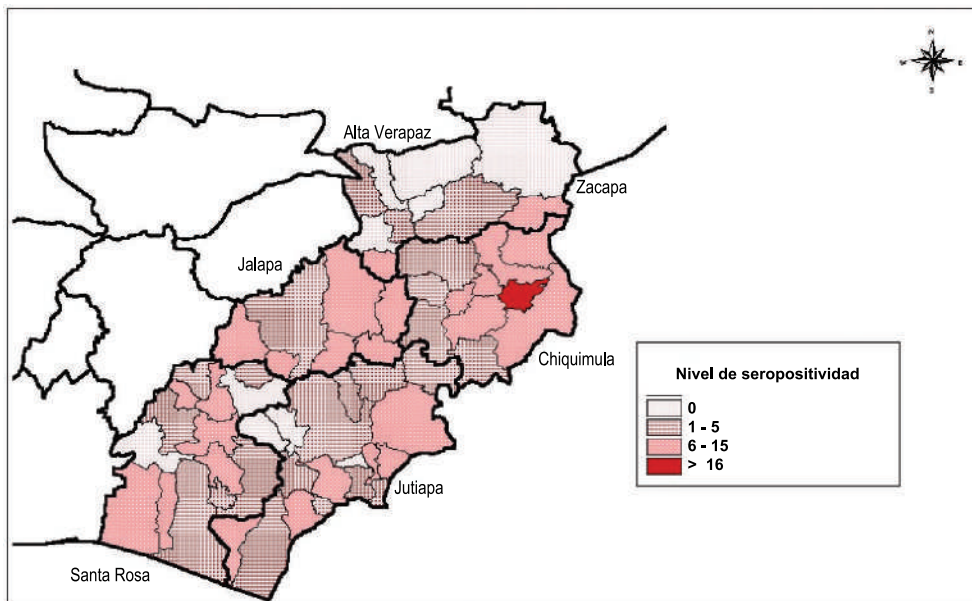 N
W E
S
Alta Verapaz
Zacapa
Jalapa
Chiquimula
Nivel de seropositividad
0
1 - 5
6 - 15
> 16
Jutiapa
Santa Rosa